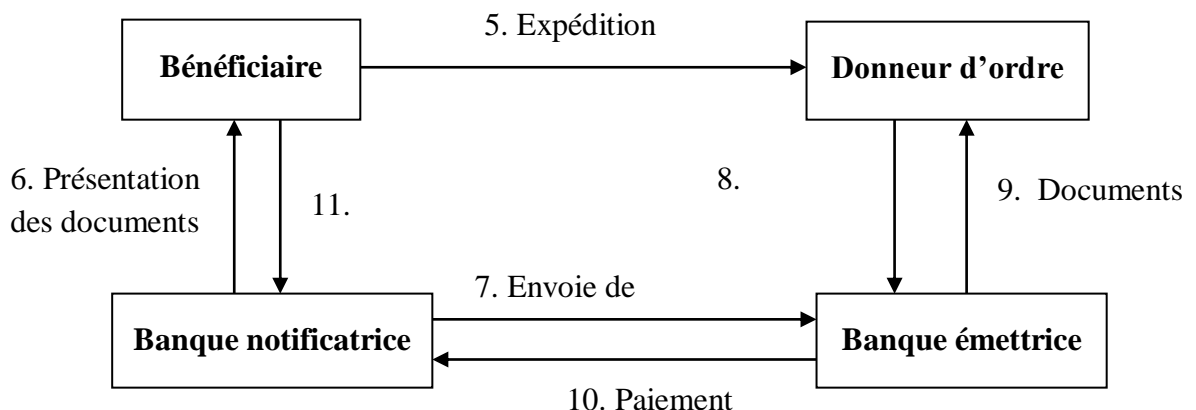 5. Expédition
Bénéficiaire
Donneur d’ordre
6. Présentation
des documents
11.
8.
9. Documents
7. Envoie de
Banque notificatrice
Banque émettrice
10. Paiement